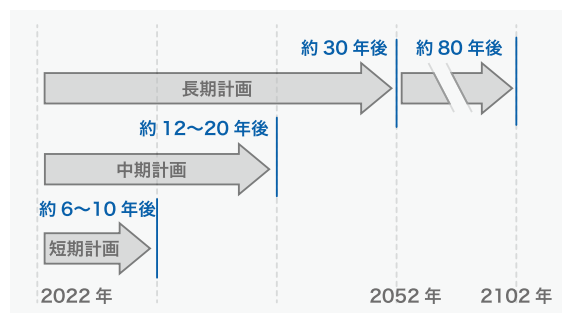 約 30 年後
約 80 年後
長期計画
約 12〜20 年後
中期計画
約 6〜10 年後
短期計画
2022 年
2052 年
2102 年